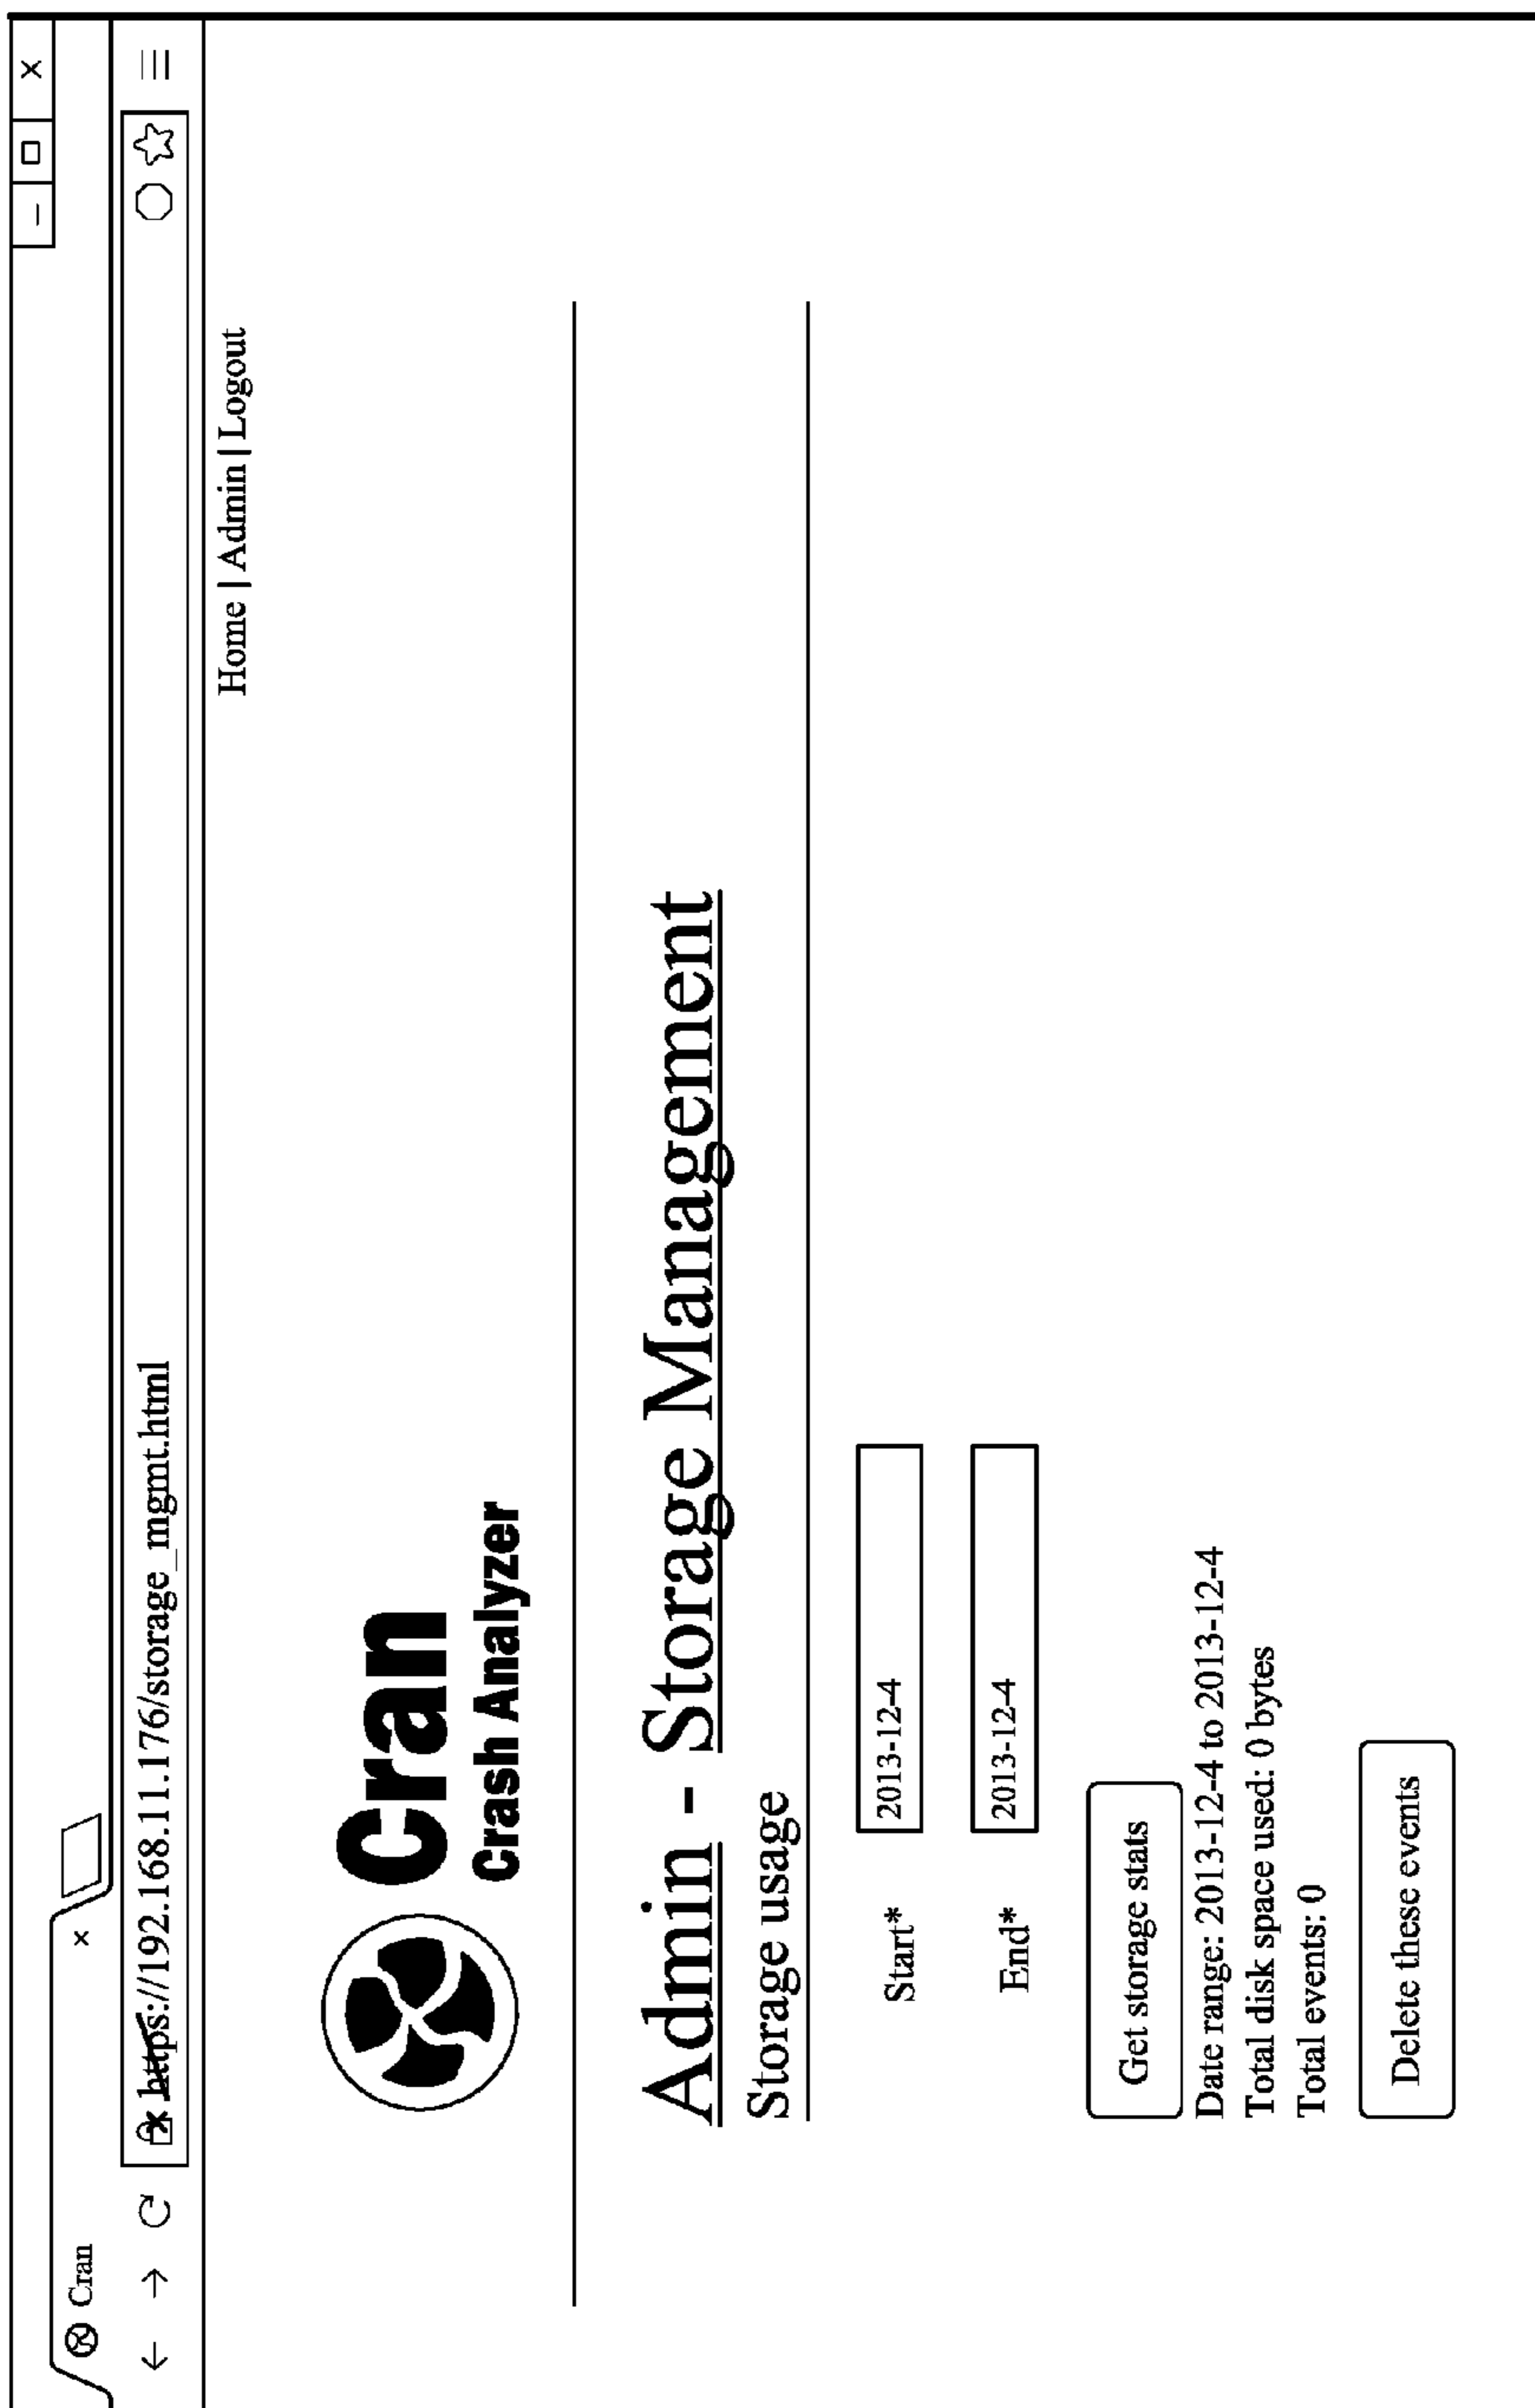 Cran
https://192.168.11.176/storage_mgmt.html
Home | Admin | Logout
Cran
Crash Analyzer
Admin - Storage Management
Storage usage
Start* 2013-12-4
End* 2013-12-4
Get storage stats
Date range: 2013-12-4 to 2013-12-4
Total disk space used: 0 bytes
Total events: 0
Delete these events